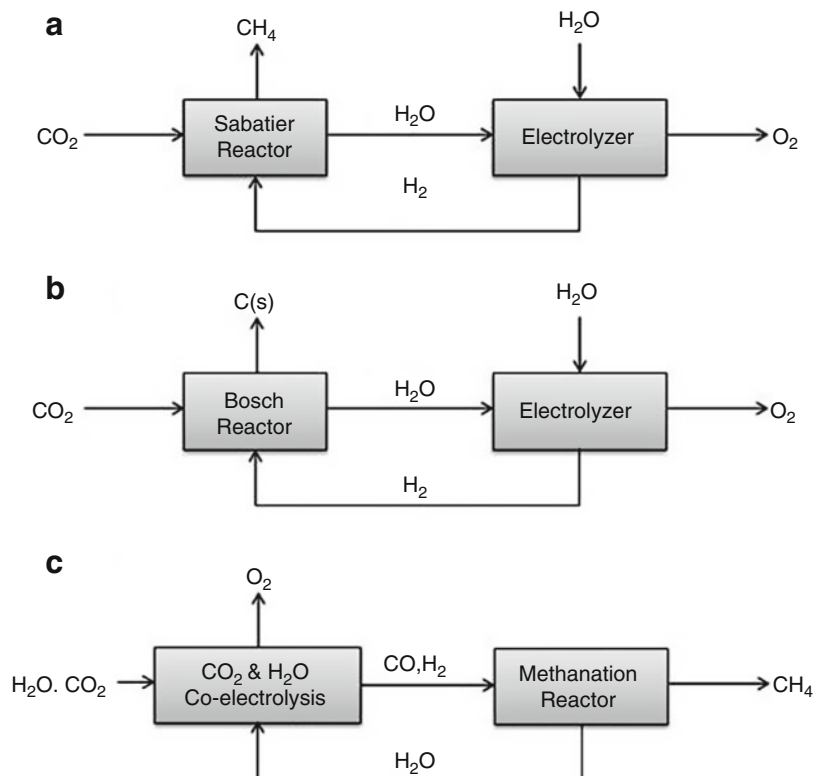 a
CH₄
H₂O
CO₂
Sabatier
Reactor
H₂O
Electrolyzer
O₂
H₂
b
C(s)
H₂O
CO₂
Bosch
Reactor
H₂O
Electrolyzer
O₂
H₂
c
O₂
H₂O. CO₂
CO₂ & H₂O
Co-electrolysis
CO,H₂
Methanation
Reactor
CH₄
H₂O